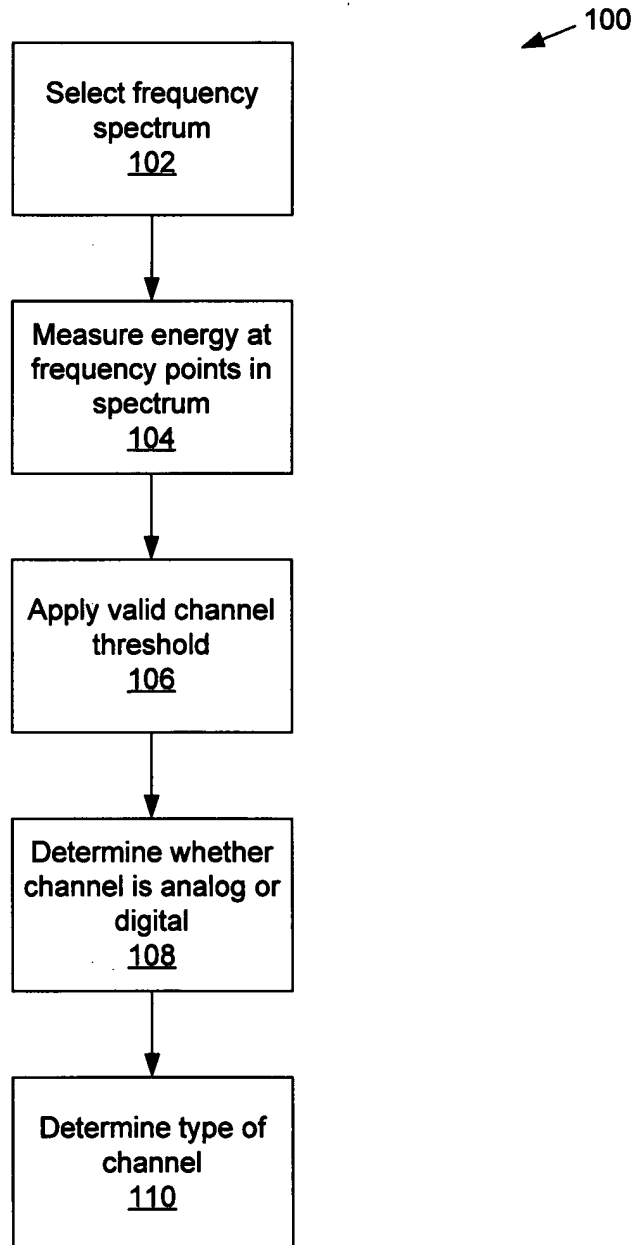 100
Select frequency
spectrum
102
Measure energy at
frequency points in
spectrum
104
Apply valid channel
threshold
106
Determine whether
channel is analog or
digital
108
Determine type of
channel
110